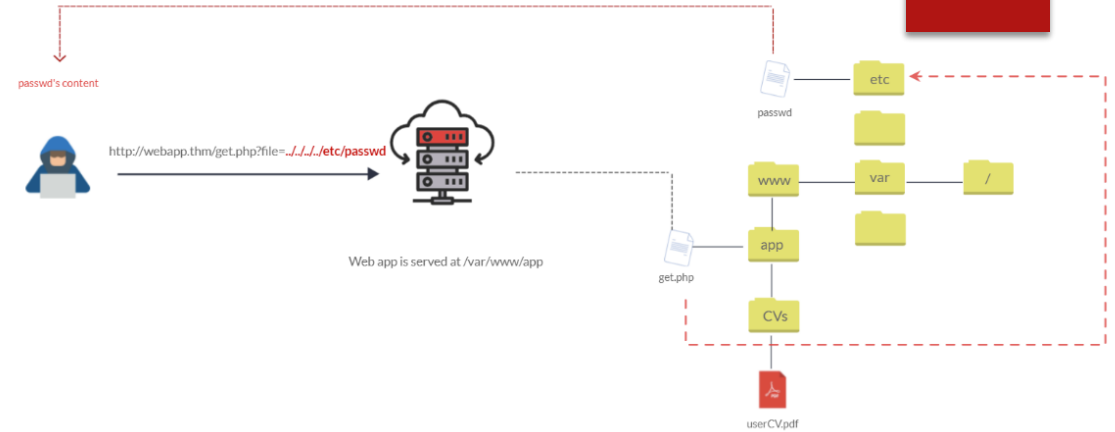 passwd's content
http://webapp.thm/get.php?file=../../../../etc/passwd
Web app is served at /var/www/app
passwd
etc
www
var
/
get.php
app
CVs
userCV.pdf